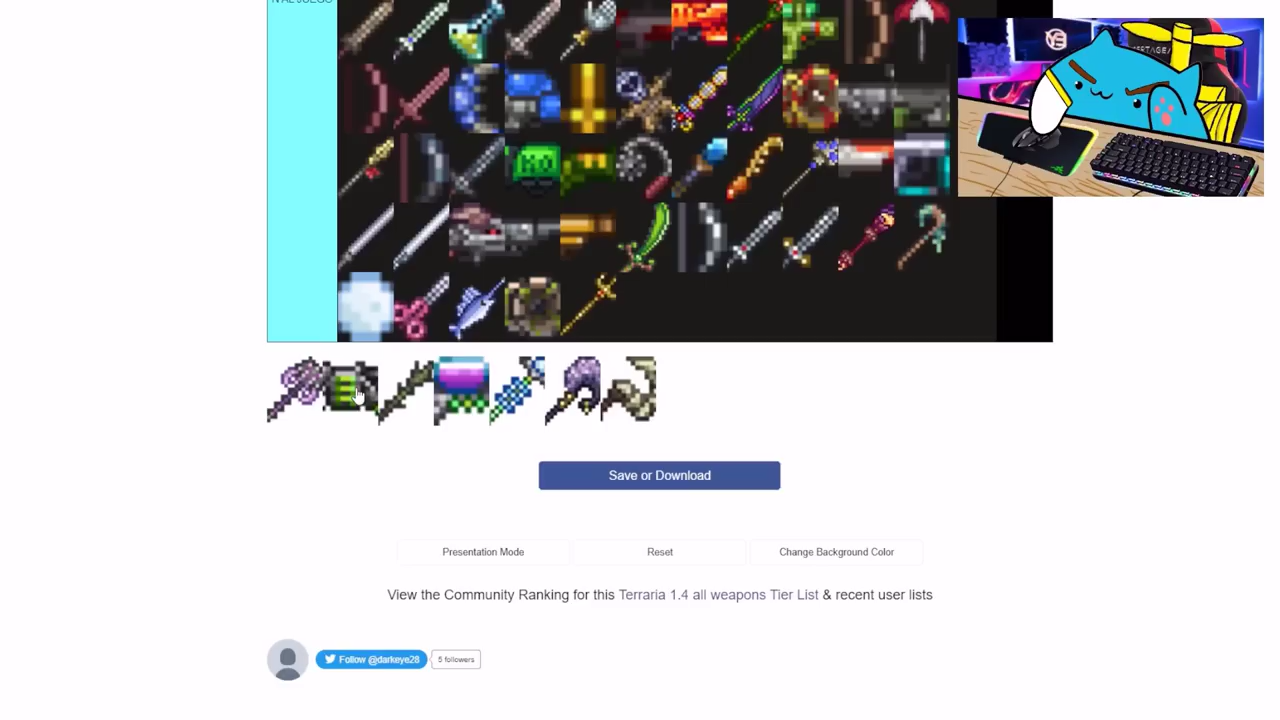 Save or Download
Presentation Mode
Reset
Change Background Color
View the Community Ranking for this Terraria 1.4 all weapons Tier List & recent user lists
Follow @darkeye28
5 followers